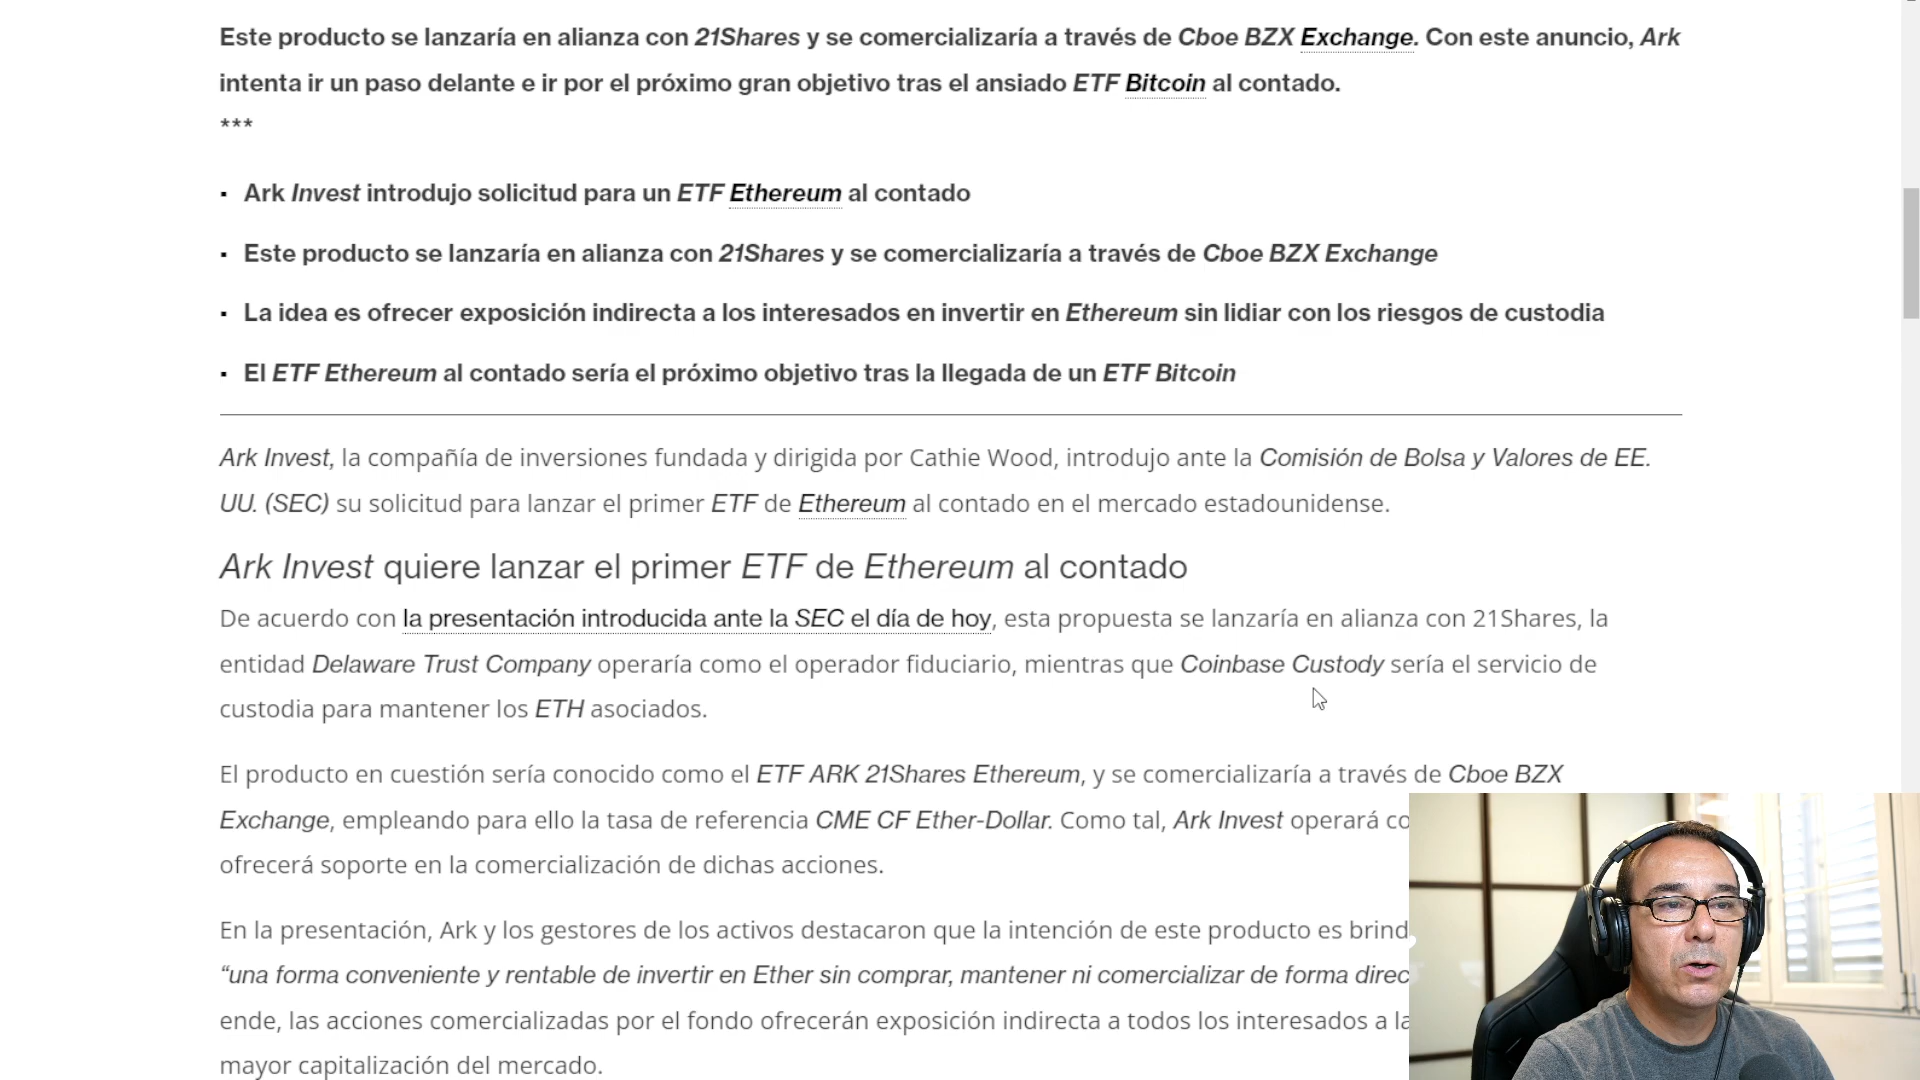 Este producto se lanzaría en alianza con 21Shares y se comercializaría a través de Cboe BZX Exchange. Con este anuncio, Ark
intenta ir un paso delante e ir por el próximo gran objetivo tras el ansiado ETF Bitcoin al contado.
***
▪ Ark Invest introdujo solicitud para un ETF Ethereum al contado
▪ Este producto se lanzaría en alianza con 21Shares y se comercializaría a través de Cboe BZX Exchange
▪ La idea es ofrecer exposición indirecta a los interesados en invertir en Ethereum sin lidiar con los riesgos de custodia
▪ El ETF Ethereum al contado sería el próximo objetivo tras la llegada de un ETF Bitcoin
Ark Invest, la compañía de inversiones fundada y dirigida por Cathie Wood, introdujo ante la Comisión de Bolsa y Valores de EE.
UU. (SEC) su solicitud para lanzar el primer ETF de Ethereum al contado en el mercado estadounidense.
Ark Invest quiere lanzar el primer ETF de Ethereum al contado
De acuerdo con la presentación introducida ante la SEC el día de hoy, esta propuesta se lanzaría en alianza con 21Shares, la
entidad Delaware Trust Company operaría como el operador fiduciario, mientras que Coinbase Custody sería el servicio de
custodia para mantener los ETH asociados.
El producto en cuestión sería conocido como el ETF ARK 21Shares Ethereum, y se comercializaría a través de Cboe BZX
Exchange, empleando para ello la tasa de referencia CME CF Ether-Dollar. Como tal, Ark Invest operará
ofrecerá soporte en la comercialización de dichas acciones.
En la presentación, Ark y los gestores de los activos destacaron que la intención de este producto es
“una forma conveniente y rentable de invertir en Ether sin comprar, mantener ni comercializar de forma
ende, las acciones comercializadas por el fondo ofrecerán exposición indirecta a todos los interesados a
mayor capitalización del mercado.